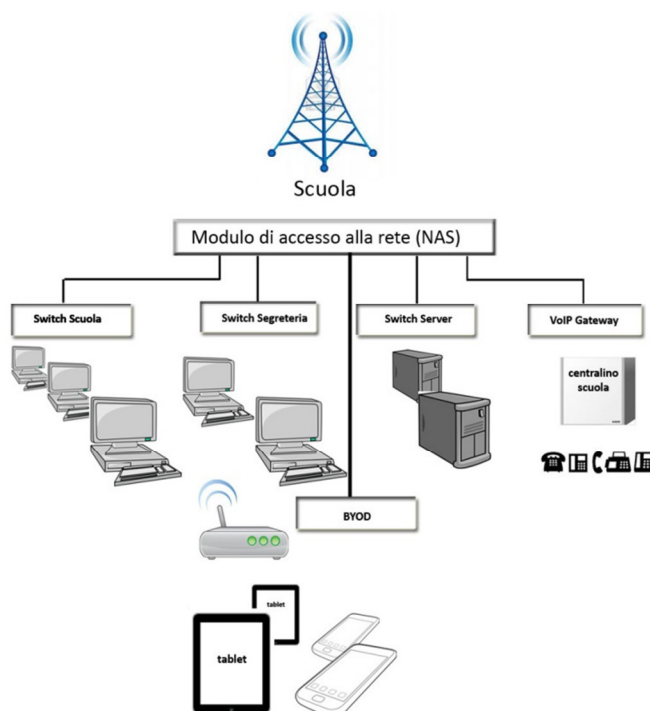 Scuola
Modulo di accesso alla rete (NAS)
Switch Scuola
Switch Segreteria
Switch Server
VoIP Gateway
centralino
scuola
BYOD
tablet
tablet